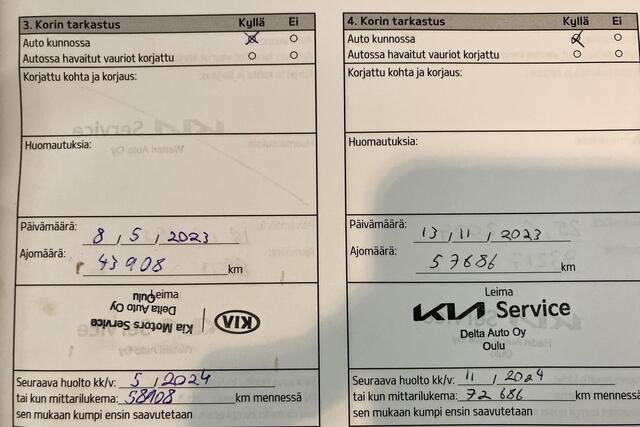 3. Korin tarkastus Kyllä Ei
Auto kunnossa
Autossa havaitut vauriot korjattu
Korjattu kohta ja korjaus:
Huomautuksia:
Päivämäärä: 8 / 5 / 2023
Ajomäärä: 43908 km
Leima
KIA | Kia Motors Service
Delta Auto Oy
Oulu
Seuraava huolto kk/v: 5 / 2024
tai kun mittarilukema: 58908 km mennessä
sen mukaan kumpi ensin saavutetaan
4. Korin tarkastus Kyllä Ei
Auto kunnossa
Autossa havaitut vauriot korjattu
Korjattu kohta ja korjaus:
Huomautuksia:
Päivämäärä: 13 / 11 / 2023
Ajomäärä: 57686 km
Leima
KIA Service
Delta Auto Oy
Oulu
Seuraava huolto kk/v: 11 / 2024
tai kun mittarilukema: 72 686 km mennessä
sen mukaan kumpi ensin saavutetaan